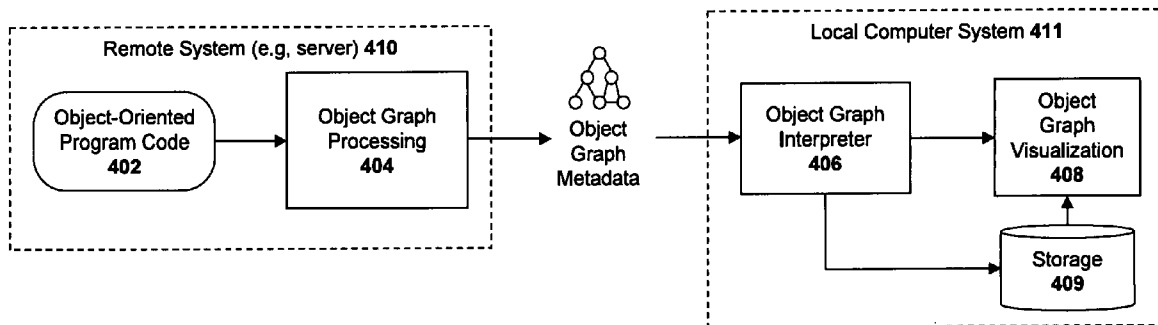 Remote System (e.g, server) 410
Object-Oriented
Program Code
402
Object Graph
Processing
404
Object
Graph
Metadata
Local Computer System 411
Object Graph
Interpreter
406
Object
Graph
Visualization
408
Storage
409